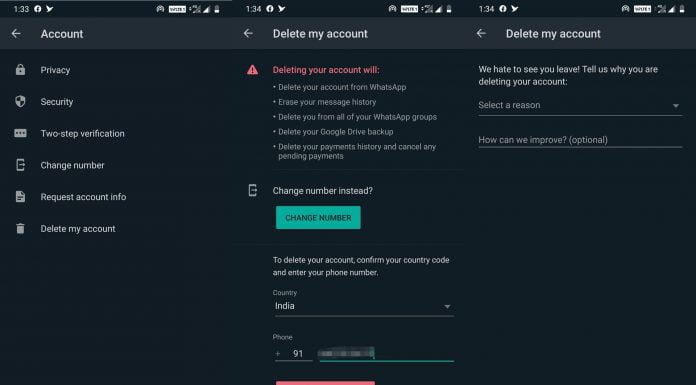 1:33
Account
Privacy
Security
Two-step verification
Change number
Request account info
Delete my account
1:34
Delete my account
Deleting your account will:
• Delete your account from WhatsApp
• Erase your message history
• Delete you from all of your WhatsApp groups
• Delete your Google Drive backup
• Delete your payments history and cancel any
pending payments
Change number instead?
CHANGE NUMBER
To delete your account, confirm your country code
and enter your phone number.
Country
India
Phone
+ 91
1:34
Delete my account
We hate to see you leave! Tell us why you are
deleting your account:
Select a reason
How can we improve? (optional)